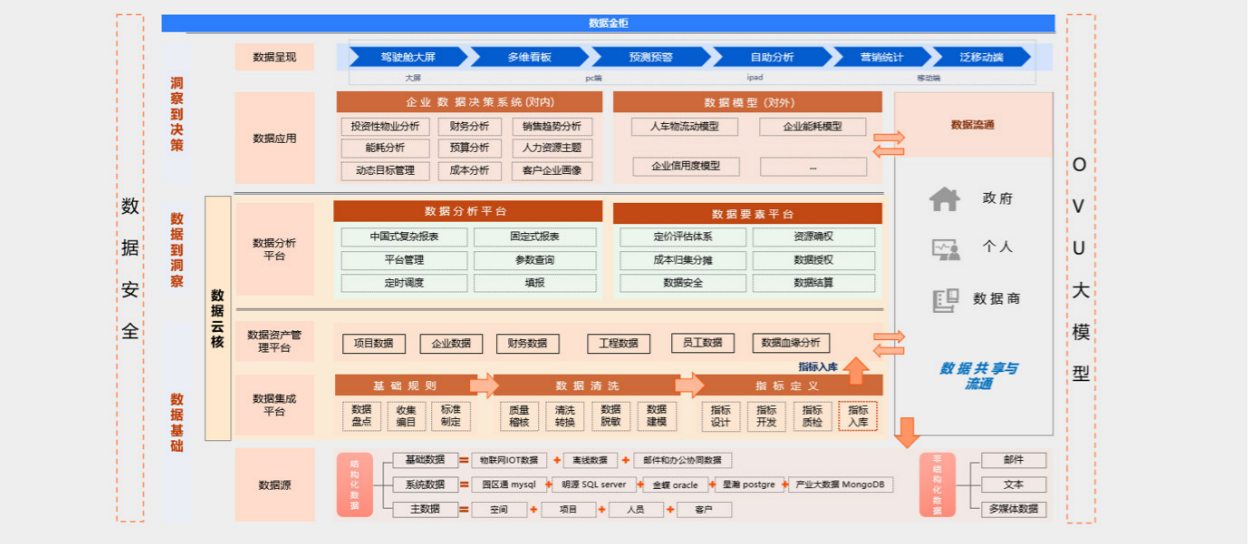 数据金柜
数据安全
洞察到决策
数据呈现
驾驶舱大屏 多维看板 预测预警 自助分析 营销统计 泛移动端
大屏 pc端 ipad 移动端
数据应用
企业数据决策系统(对内)
投资性物业分析 财务分析 销售趋势分析
能耗分析 预算分析 人力资源主题
动态目标管理 成本分析 客户企业画像
数据模型(对外)
人车物流动模型 企业能耗模型
企业信用度模型 ...
数据到洞察
数据云核
数据分析
平台
数据分析平台
中国式复杂报表 固定式报表
平台管理 参数查询
定时调度 填报
数据要素平台
定价评估体系 资源确权
成本归集分摊 数据授权
数据安全 数据结算
数据基础
数据资产管
理平台
项目数据 企业数据 财务数据 工程数据 员工数据 数据血缘分析
指标入库
数据集成
平台
基础规则 数据清洗 指标定义
数据盘点 收集编目 标准制定 质量稽核 清洗转换 数据脱敏 数据建模 指标设计 指标开发 指标质检 指标入库
数据源
结构化数据
基础数据 = 物联网IOT数据 + 离线数据 + 邮件和办公协同数据
系统数据 = 园区通 mysql + 明源 SQL server + 金蝶 oracle + 星瀚 postgre + 产业大数据 MongoDB
主数据 = 空间 + 项目 + 人员 + 客户
非结构化数据
邮件
文本
多媒体数据
数据流通
政府
个人
数据商
数据共享与
流通
OVU大模型